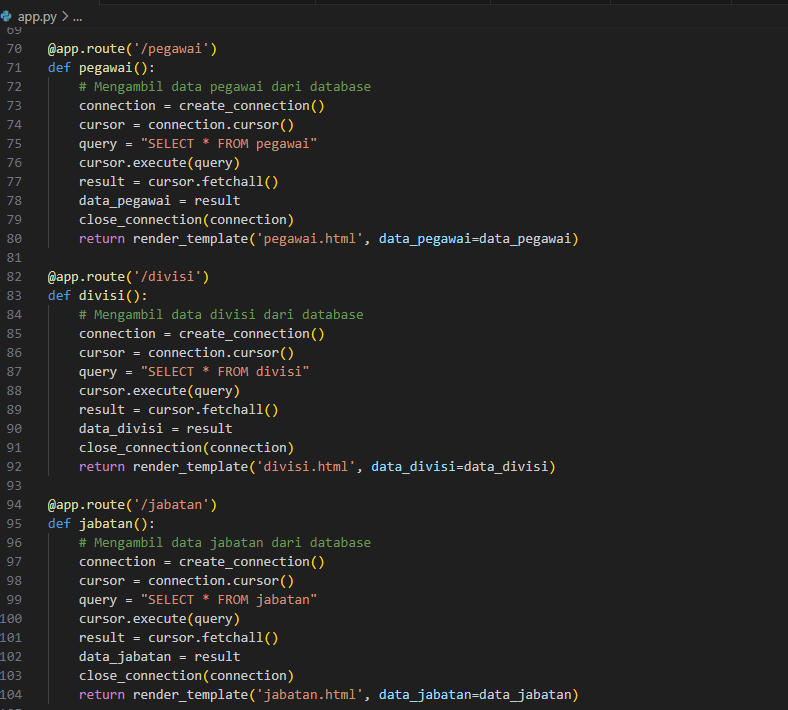 app.py > ...
69
70 @app.route('/pegawai')
71 def pegawai():
72     # Mengambil data pegawai dari database
73     connection = create_connection()
74     cursor = connection.cursor()
75     query = "SELECT * FROM pegawai"
76     cursor.execute(query)
77     result = cursor.fetchall()
78     data_pegawai = result
79     close_connection(connection)
80     return render_template('pegawai.html', data_pegawai=data_pegawai)
81
82 @app.route('/divisi')
83 def divisi():
84     # Mengambil data divisi dari database
85     connection = create_connection()
86     cursor = connection.cursor()
87     query = "SELECT * FROM divisi"
88     cursor.execute(query)
89     result = cursor.fetchall()
90     data_divisi = result
91     close_connection(connection)
92     return render_template('divisi.html', data_divisi=data_divisi)
93
94 @app.route('/jabatan')
95 def jabatan():
96     # Mengambil data jabatan dari database
97     connection = create_connection()
98     cursor = connection.cursor()
99     query = "SELECT * FROM jabatan"
100     cursor.execute(query)
101     result = cursor.fetchall()
102     data_jabatan = result
103     close_connection(connection)
104     return render_template('jabatan.html', data_jabatan=data_jabatan)